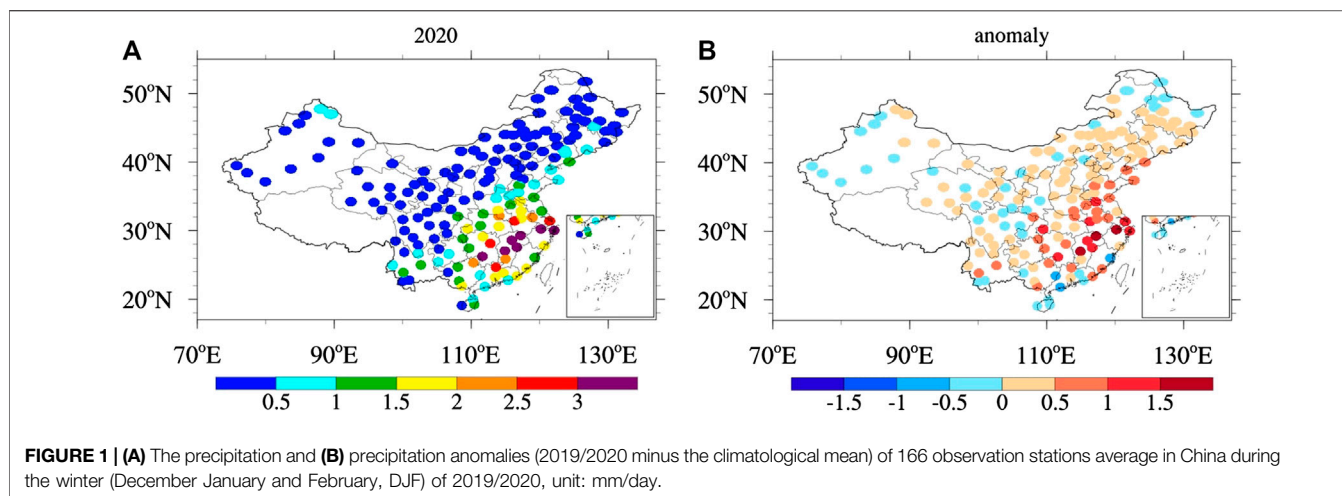 A
2020
50°N
40°N
30°N
20°N
70°E 90°E 110°E 130°E
0.5 1 1.5 2 2.5 3
B
anomaly
50°N
40°N
30°N
20°N
70°E 90°E 110°E 130°E
-1.5 -1 -0.5 0 0.5 1 1.5
FIGURE 1 | (A) The precipitation and (B) precipitation anomalies (2019/2020 minus the climatological mean) of 166 observation stations average in China during
the winter (December January and February, DJF) of 2019/2020, unit: mm/day.